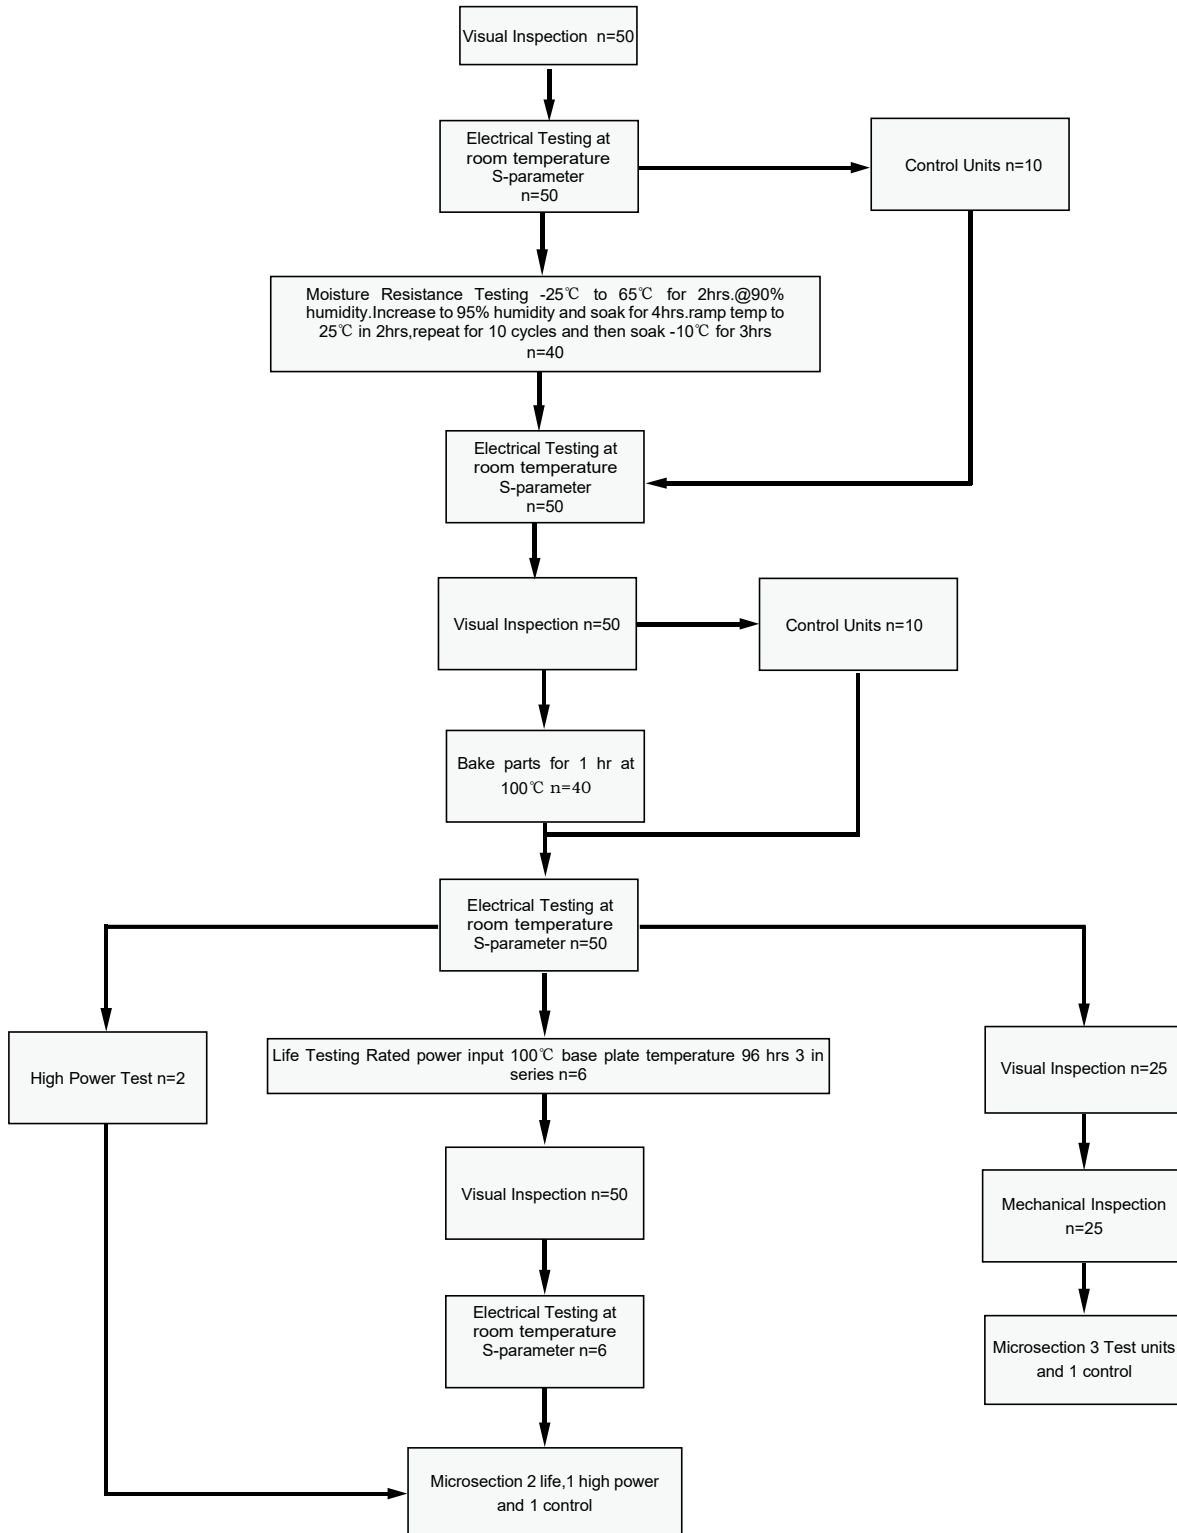 Visual Inspection n=50
Electrical Testing at
room temperature
S-parameter
n=50
Control Units n=10
Moisture Resistance Testing -25℃ to 65℃ for 2hrs.@90%
humidity.Increase to 95% humidity and soak for 4hrs.ramp temp to
25℃ in 2hrs,repeat for 10 cycles and then soak -10℃ for 3hrs
n=40
Electrical Testing at
room temperature
S-parameter
n=50
Visual Inspection n=50
Control Units n=10
Bake parts for 1 hr at
100℃ n=40
Electrical Testing at
room temperature
S-parameter n=50
High Power Test n=2
Life Testing Rated power input 100℃ base plate temperature 96 hrs 3 in
series n=6
Visual Inspection n=25
Visual Inspection n=50
Mechanical Inspection
n=25
Electrical Testing at
room temperature
S-parameter n=6
Microsection 3 Test units
and 1 control
Microsection 2 life,1 high power
and 1 control